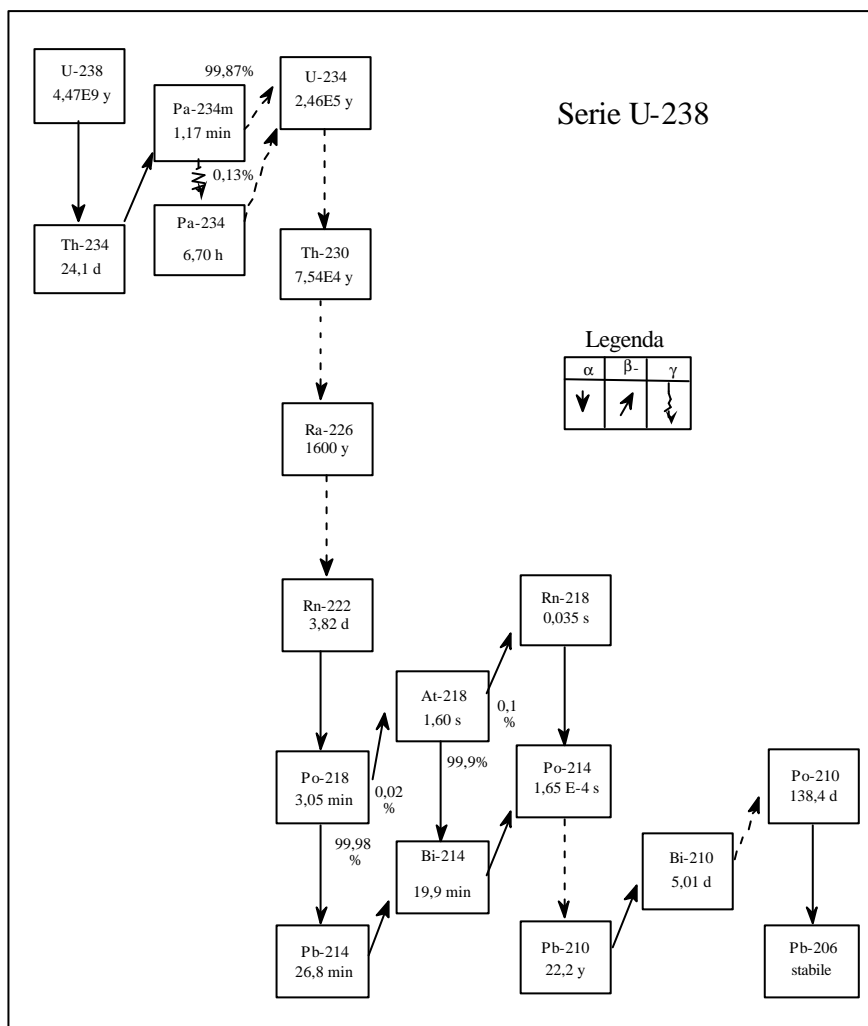 Serie U-238
U-238
4,47E9 y
Pa-234m
1,17 min
99,87%
U-234
2,46E5 y
0,13%
Th-234
24,1 d
Pa-234
6,70 h
Th-230
7,54E4 y
Legenda
α β- γ
Ra-226
1600 y
Rn-222
3,82 d
Rn-218
0,035 s
At-218
1,60 s
0,1
%
Po-218
3,05 min
0,02
%
99,9%
Po-214
1,65 E-4 s
Po-210
138,4 d
99,98
%
Bi-214
19,9 min
Bi-210
5,01 d
Pb-214
26,8 min
Pb-210
22,2 y
Pb-206
stabile